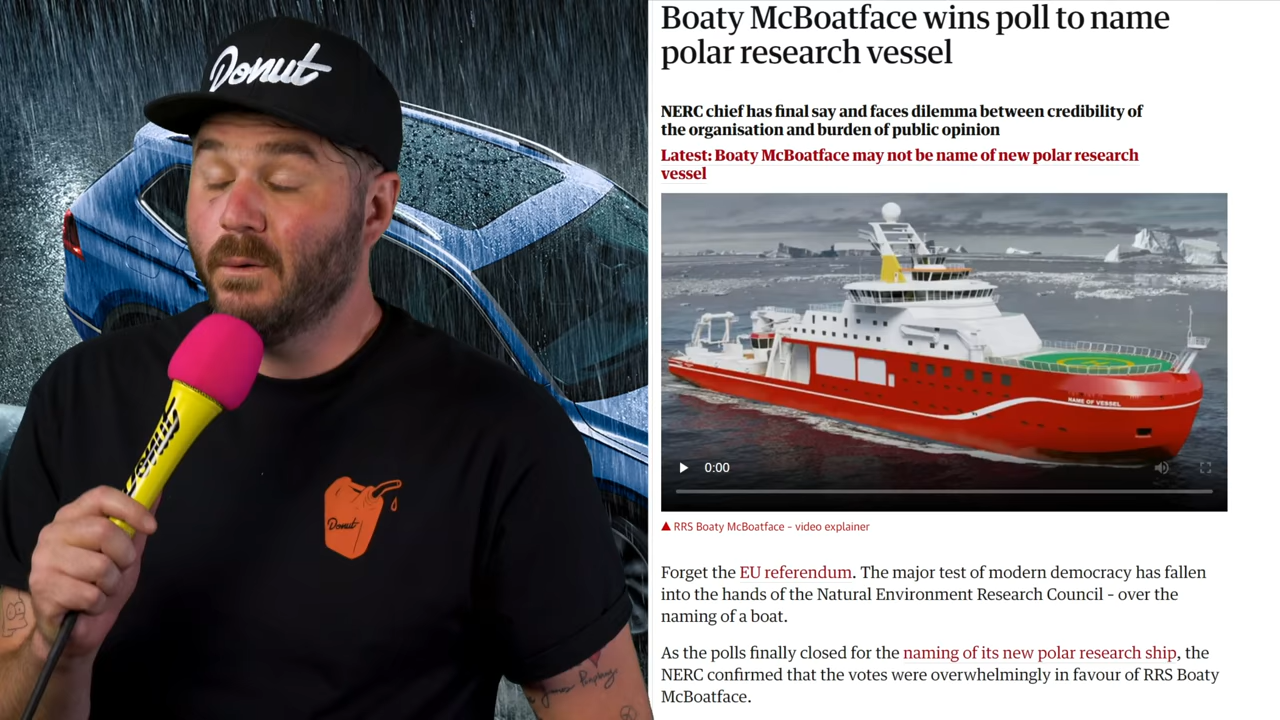 Donut
Donut
Boaty McBoatface wins poll to name
polar research vessel
NERC chief has final say and faces dilemma between credibility of
the organisation and burden of public opinion
Latest: Boaty McBoatface may not be name of new polar research
vessel
NAME OF VESSEL
0:00
▲ RRS Boaty McBoatface – video explainer
Forget the EU referendum. The major test of modern democracy has fallen
into the hands of the Natural Environment Research Council – over the
naming of a boat.
As the polls finally closed for the naming of its new polar research ship, the
NERC confirmed that the votes were overwhelmingly in favour of RRS Boaty
McBoatface.